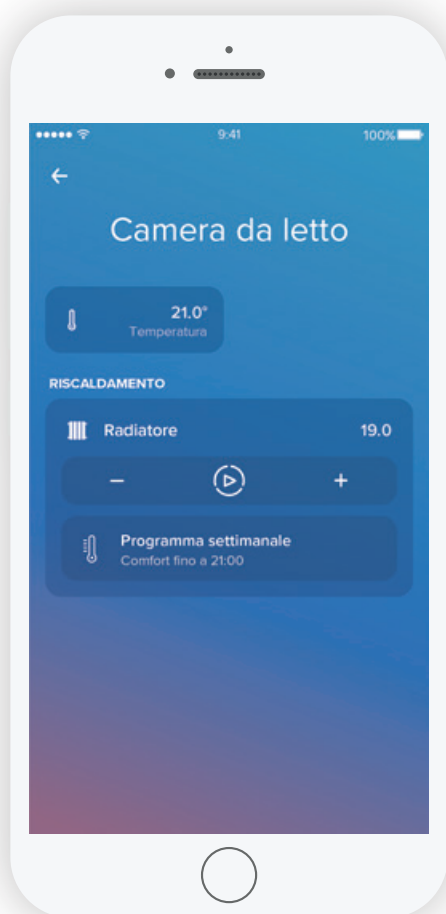 9:41
100%
Camera da letto
21.0°
Temperatura
RISCALDAMENTO
Radiatore
19.0
Programma settimanale
Comfort fino a 21:00